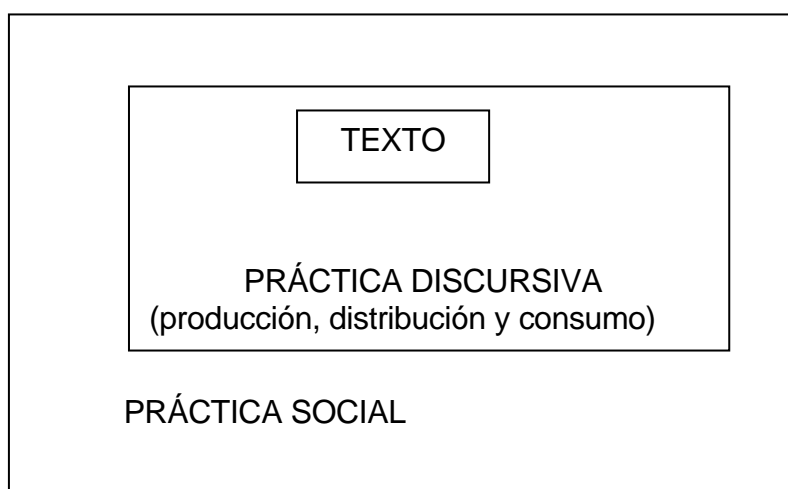 TEXTO
PRÁCTICA DISCURSIVA
(producción, distribución y consumo)
PRÁCTICA SOCIAL